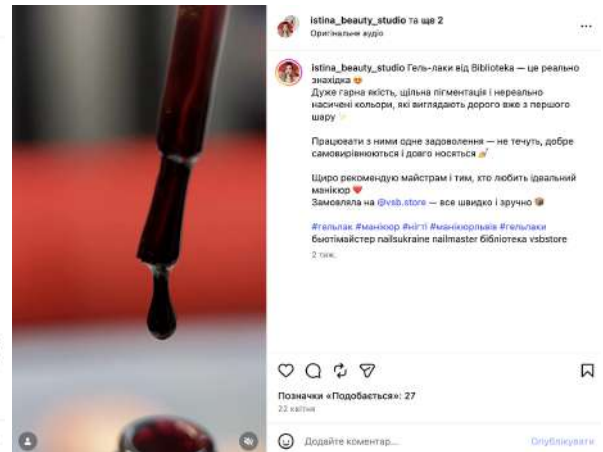 istina_beauty_studio та ще 2
Оригінальне аудіо
istina_beauty_studio Гель-лаки від Biblioteka — це реально
знахідка 😍
Дуже гарна якість, щільна пігментація і нереально
насичені кольори, які виглядають дорого вже з першого
шару ✨
Працювати з ними одне задоволення — не течуть, добре
самовирівнюються і довго носяться 💅
Щиро рекомендую майстрам і тим, хто любить ідеальний
манікюр ❤️
Замовляла на @vsb.store — все швидко і зручно 📦
#гельлак #манікюр #нігті #манікюрльвів #гельлаки
бьютімайстер nailsukraine nailmaster бібліотека vsbstore
2 тиж.
Позначки «Подобається»: 27
22 квітня
Додайте коментар...
Опублікувати